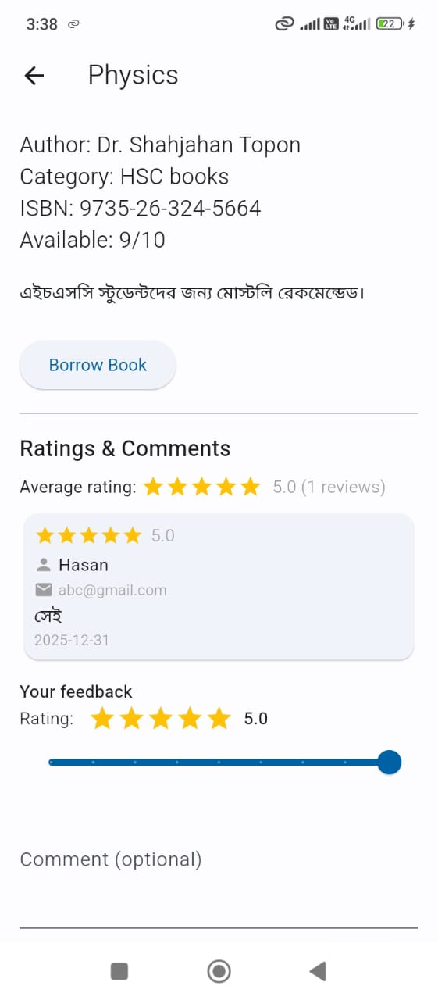 3:38
Vo LTE 4G 22
Physics
Author: Dr. Shahjahan Topon
Category: HSC books
ISBN: 9735-26-324-5664
Available: 9/10
এইচএসসি স্টুডেন্টদের জন্য মোস্টলি রেকমেন্ডেড।
Borrow Book
Ratings & Comments
Average rating: 5.0 (1 reviews)
5.0
Hasan
abc@gmail.com
সেই
2025-12-31
Your feedback
Rating: 5.0
Comment (optional)